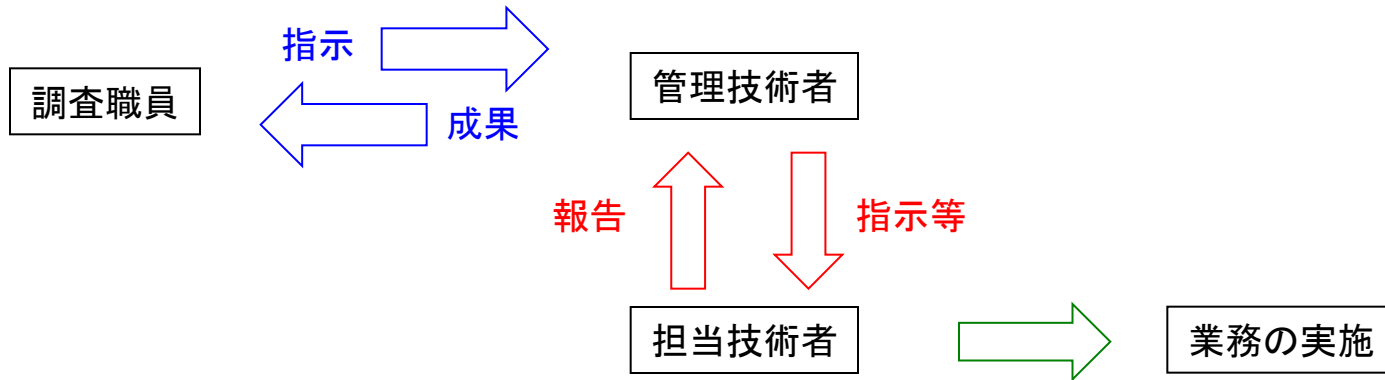 指示
調査職員
管理技術者
成果
報告
指示等
担当技術者
業務の実施